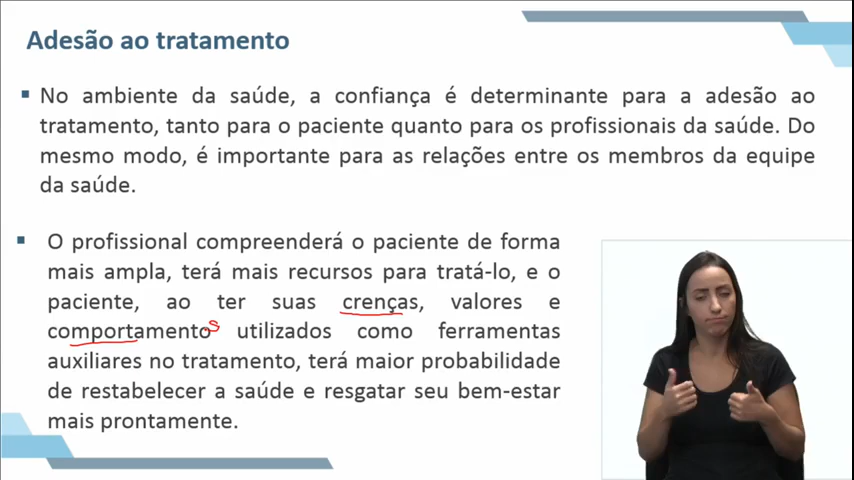 Adesão ao tratamento
▪ No ambiente da saúde, a confiança é determinante para a adesão ao
tratamento, tanto para o paciente quanto para os profissionais da saúde. Do
mesmo modo, é importante para as relações entre os membros da equipe
da saúde.
▪ O profissional compreenderá o paciente de forma
mais ampla, terá mais recursos para tratá-lo, e o
paciente, ao ter suas crenças, valores e
comportamentos utilizados como ferramentas
auxiliares no tratamento, terá maior probabilidade
de restabelecer a saúde e resgatar seu bem-estar
mais prontamente.